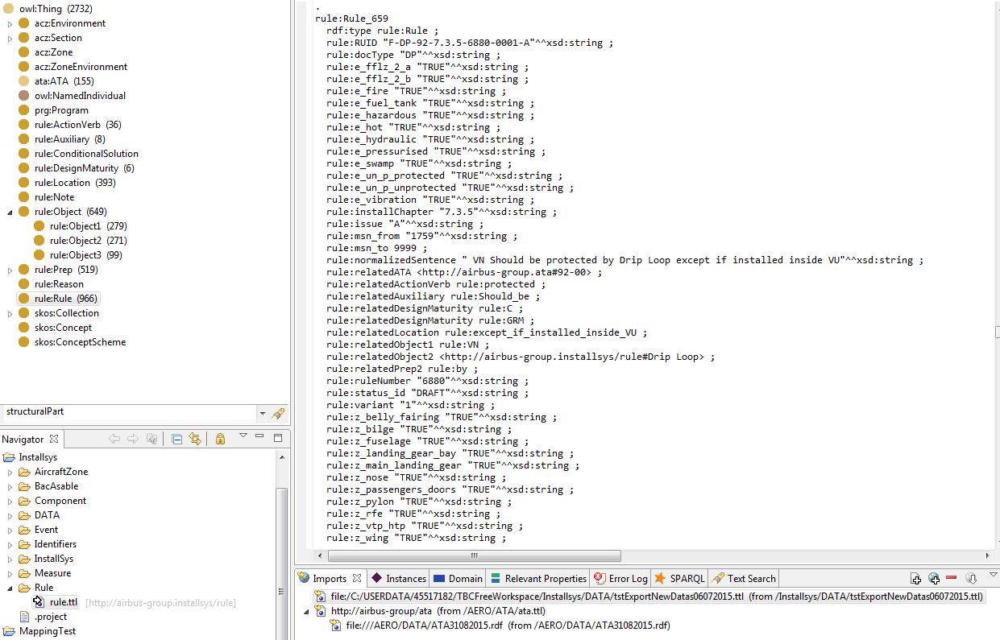 owl:Thing (2732)
acz:Environment
acz:Section
acz:Zone
acz:ZoneEnvironment
ata:ATA (155)
owl:NamedIndividual
prg:Program
rule:ActionVerb (36)
rule:Auxiliary (8)
rule:ConditionalSolution
rule:DesignMaturity (6)
rule:Location (393)
rule:Note
rule:Object (649)
rule:Object1 (279)
rule:Object2 (271)
rule:Object3 (99)
rule:Prep (519)
rule:Reason
rule:Rule (966)
skos:Collection
skos:Concept
skos:ConceptScheme
structuralPart
Navigator
Installsys
AircraftZone
BacAsable
Component
DATA
Event
Identifiers
InstallSys
Measure
Rule
rule.ttl [http://airbus-group.installsys/rule]
.project
MappingTest
.
rule:Rule_659
rdf:type rule:Rule ;
rule:RUID "F-DP-92-7.3.5-6880-0001-A"^^xsd:string ;
rule:docType "DP"^^xsd:string ;
rule:e_fflz_2_a "TRUE"^^xsd:string ;
rule:e_fflz_2_b "TRUE"^^xsd:string ;
rule:e_fire "TRUE"^^xsd:string ;
rule:e_fuel_tank "TRUE"^^xsd:string ;
rule:e_hazardous "TRUE"^^xsd:string ;
rule:e_hot "TRUE"^^xsd:string ;
rule:e_hydraulic "TRUE"^^xsd:string ;
rule:e_pressurised "TRUE"^^xsd:string ;
rule:e_swamp "TRUE"^^xsd:string ;
rule:e_un_p_protected "TRUE"^^xsd:string ;
rule:e_un_p_unprotected "TRUE"^^xsd:string ;
rule:e_vibration "TRUE"^^xsd:string ;
rule:installChapter "7.3.5"^^xsd:string ;
rule:issue "A"^^xsd:string ;
rule:msn_from "1759"^^xsd:string ;
rule:msn_to 9999 ;
rule:normalizedSentence " VN Should be protected by Drip Loop except if installed inside VU"^^xsd:string ;
rule:relatedATA <http://airbus-group.ata#92-00> ;
rule:relatedActionVerb rule:protected ;
rule:relatedAuxiliary rule:Should_be ;
rule:relatedDesignMaturity rule:C ;
rule:relatedDesignMaturity rule:GRM ;
rule:relatedLocation rule:except_if_installed_inside_VU ;
rule:relatedObject1 rule:VN ;
rule:relatedObject2 <http://airbus-group.installsys/rule#Drip Loop> ;
rule:relatedPrep2 rule:by ;
rule:ruleNumber "6880"^^xsd:string ;
rule:status_id "DRAFT"^^xsd:string ;
rule:variant "1"^^xsd:string ;
rule:z_belly_fairing "TRUE"^^xsd:string ;
rule:z_bilge "TRUE"^^xsd:string ;
rule:z_fuselage "TRUE"^^xsd:string ;
rule:z_landing_gear_bay "TRUE"^^xsd:string ;
rule:z_main_landing_gear "TRUE"^^xsd:string ;
rule:z_nose "TRUE"^^xsd:string ;
rule:z_passengers_doors "TRUE"^^xsd:string ;
rule:z_pylon "TRUE"^^xsd:string ;
rule:z_rfe "TRUE"^^xsd:string ;
rule:z_vtp_htp "TRUE"^^xsd:string ;
rule:z_wing "TRUE"^^xsd:string ;
Imports Instances Domain Relevant Properties Error Log SPARQL Text Search
file:/C:/USERDATA/45517182/TBCFreeWorkspace/Installsys/DATA/tstExportNewDatas06072015.ttl (from /Installsys/DATA/tstExportNewDatas06072015.ttl)
http://airbus-group/ata (from /AERO/ATA/ata.ttl)
file:///AERO/DATA/ATA31082015.rdf (from /AERO/DATA/ATA31082015.rdf)